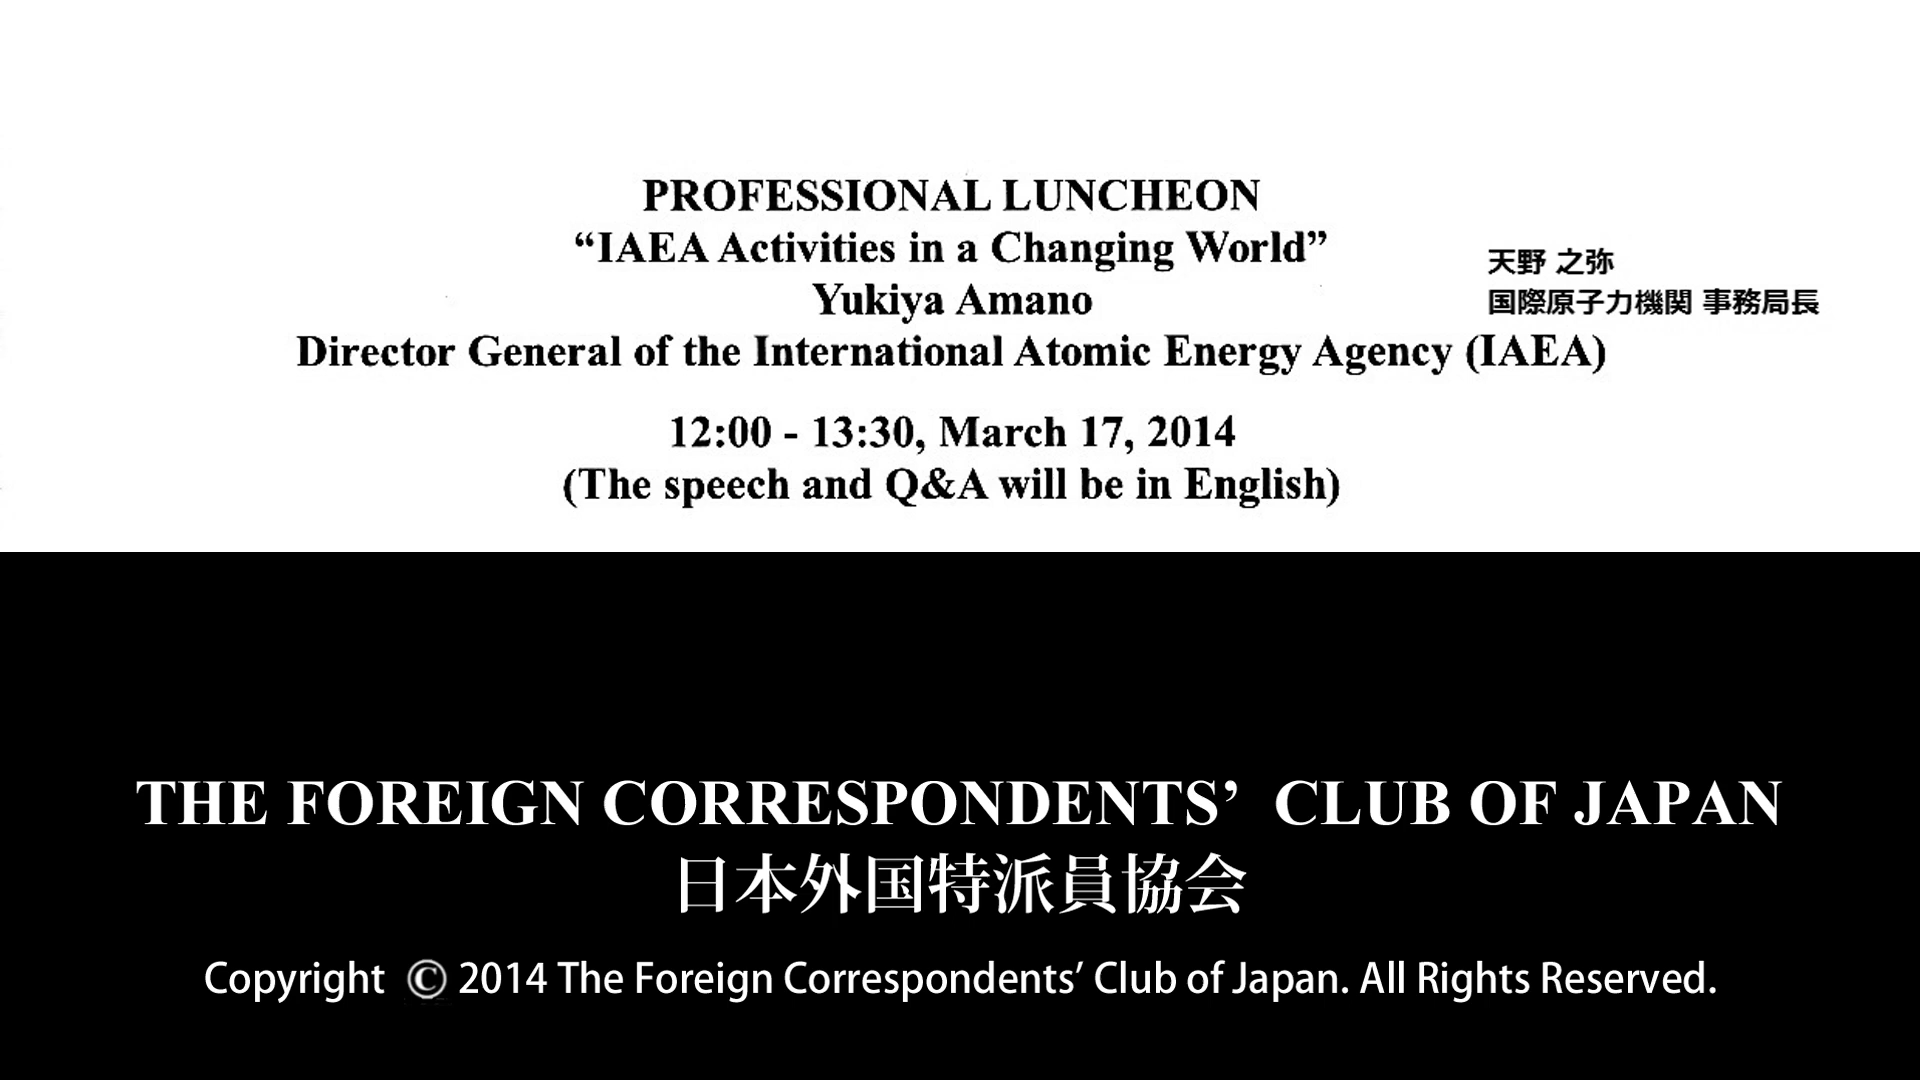 PROFESSIONAL LUNCHEON
“IAEA Activities in a Changing World”
Yukiya Amano
天野 之弥
国際原子力機関 事務局長
Director General of the International Atomic Energy Agency (IAEA)
12:00 - 13:30, March 17, 2014
(The speech and Q&A will be in English)
THE FOREIGN CORRESPONDENTS’ CLUB OF JAPAN
日本外国特派員協会
Copyright © 2014 The Foreign Correspondents’ Club of Japan. All Rights Reserved.